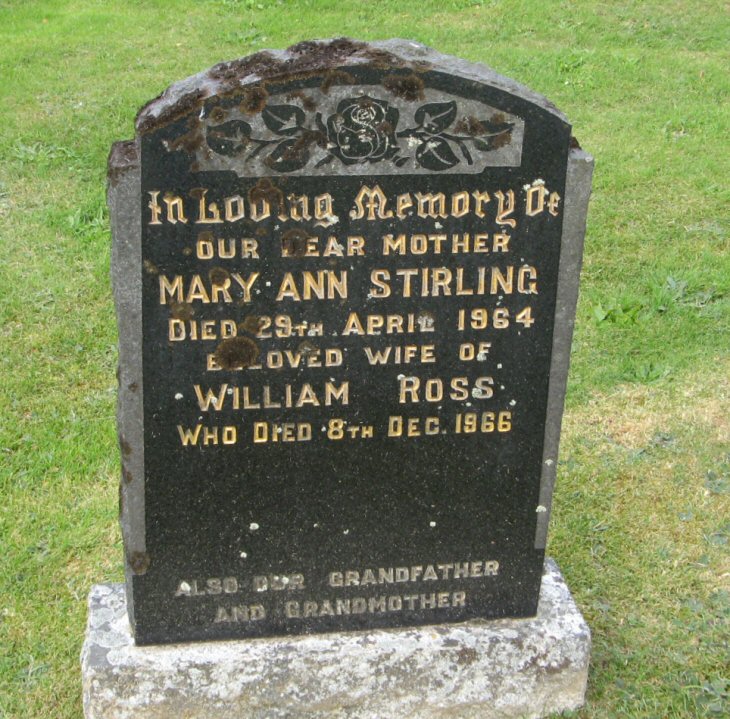 In Loving Memory Of
OUR DEAR MOTHER
MARY ANN STIRLING
DIED 29TH APRIL 1964
BELOVED WIFE OF
WILLIAM ROSS
WHO DIED 8TH DEC. 1966
ALSO OUR GRANDFATHER
AND GRANDMOTHER